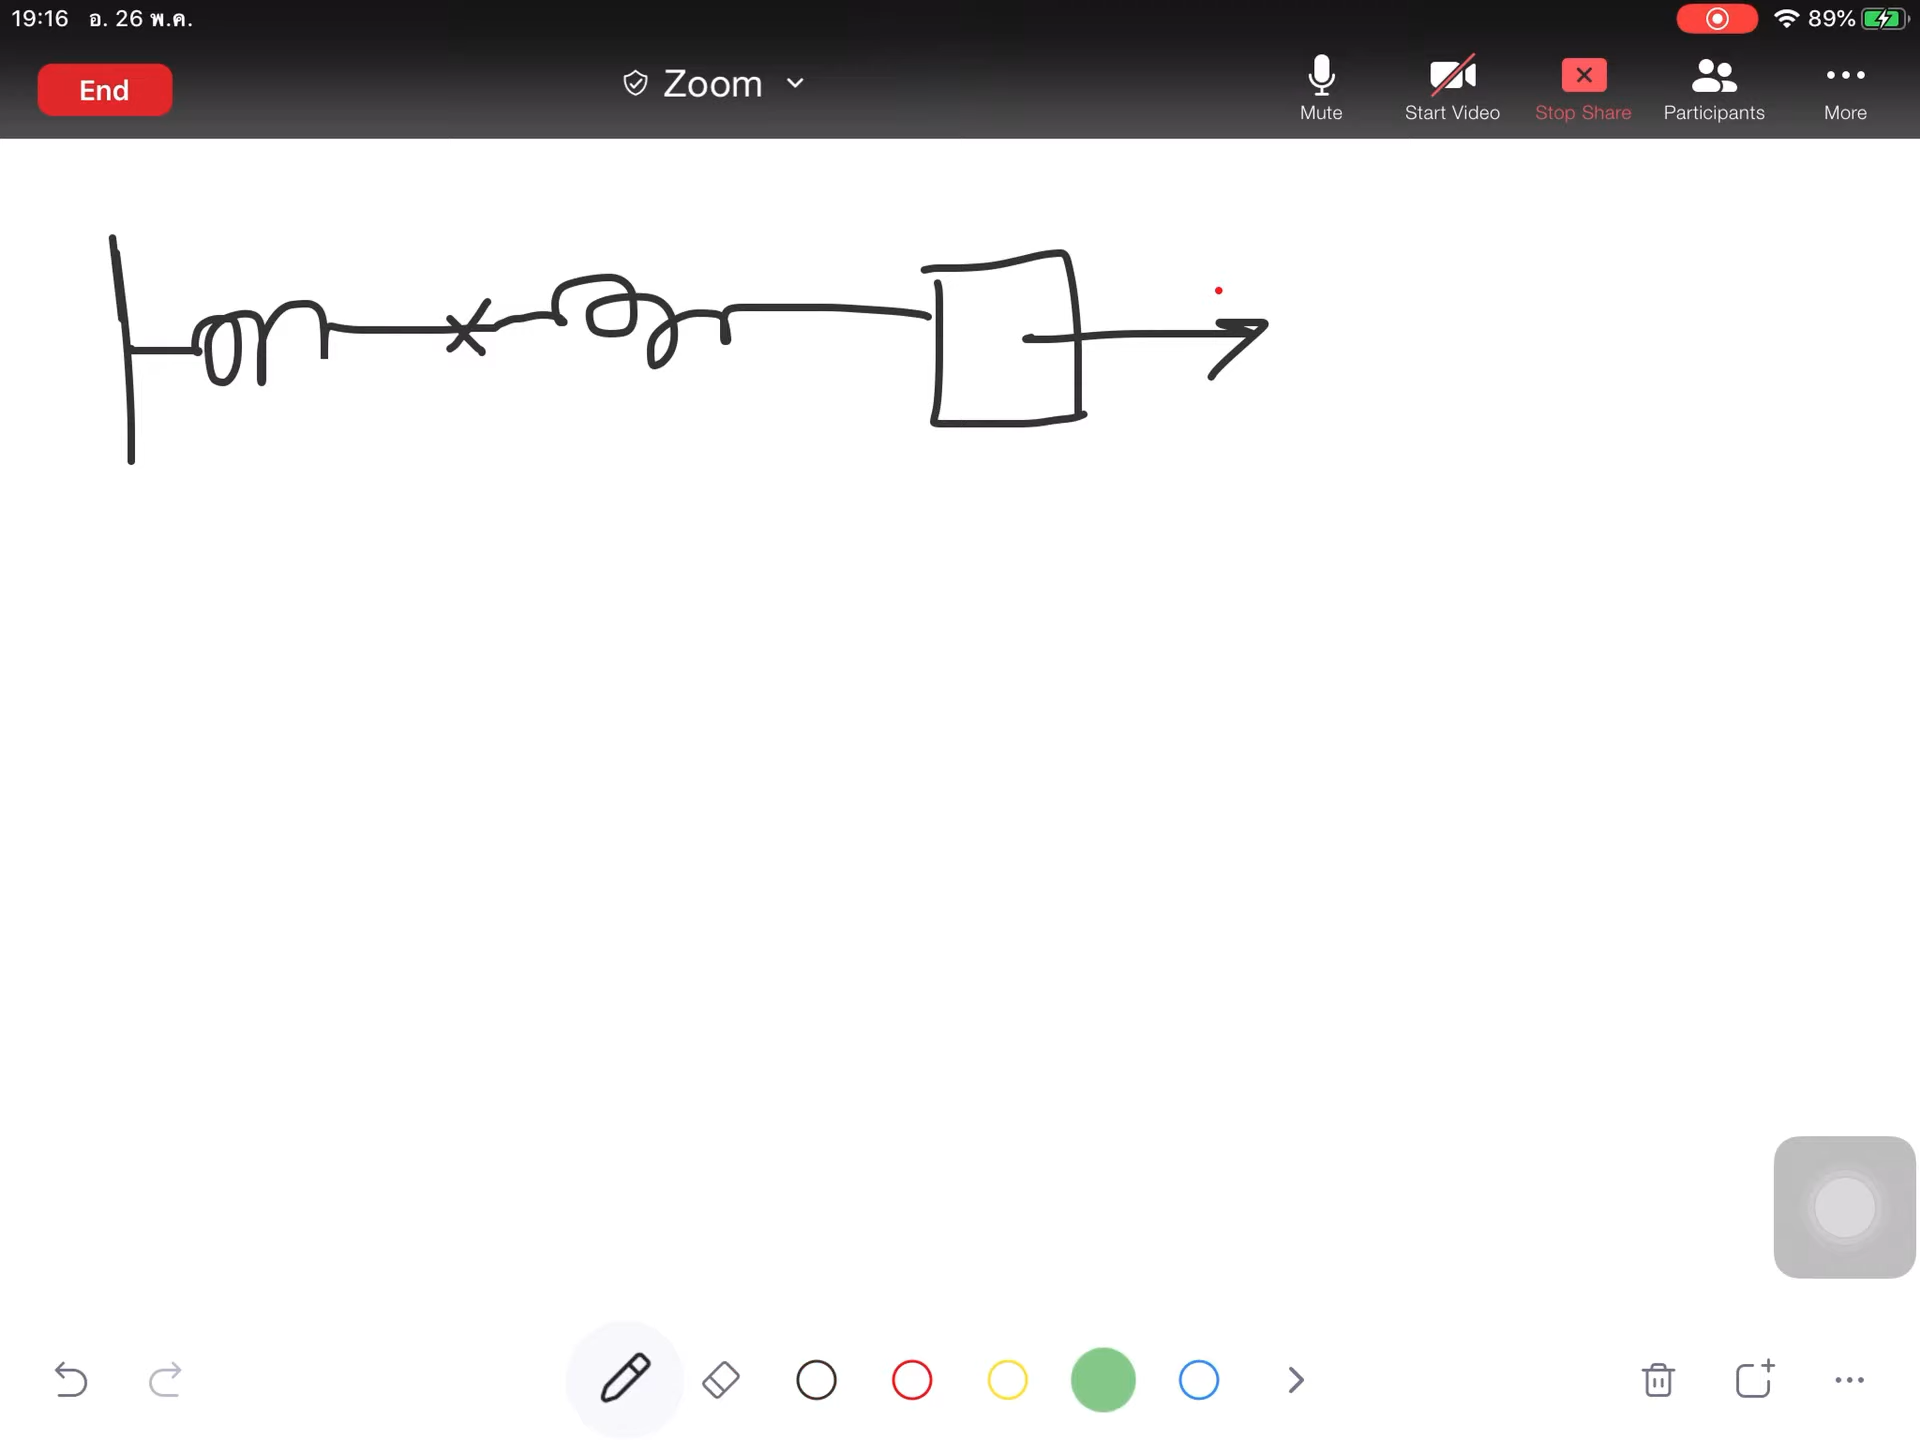 19:16 อ. 26 พ.ค. 89%
End Zoom
Mute Start Video Stop Share Participants More